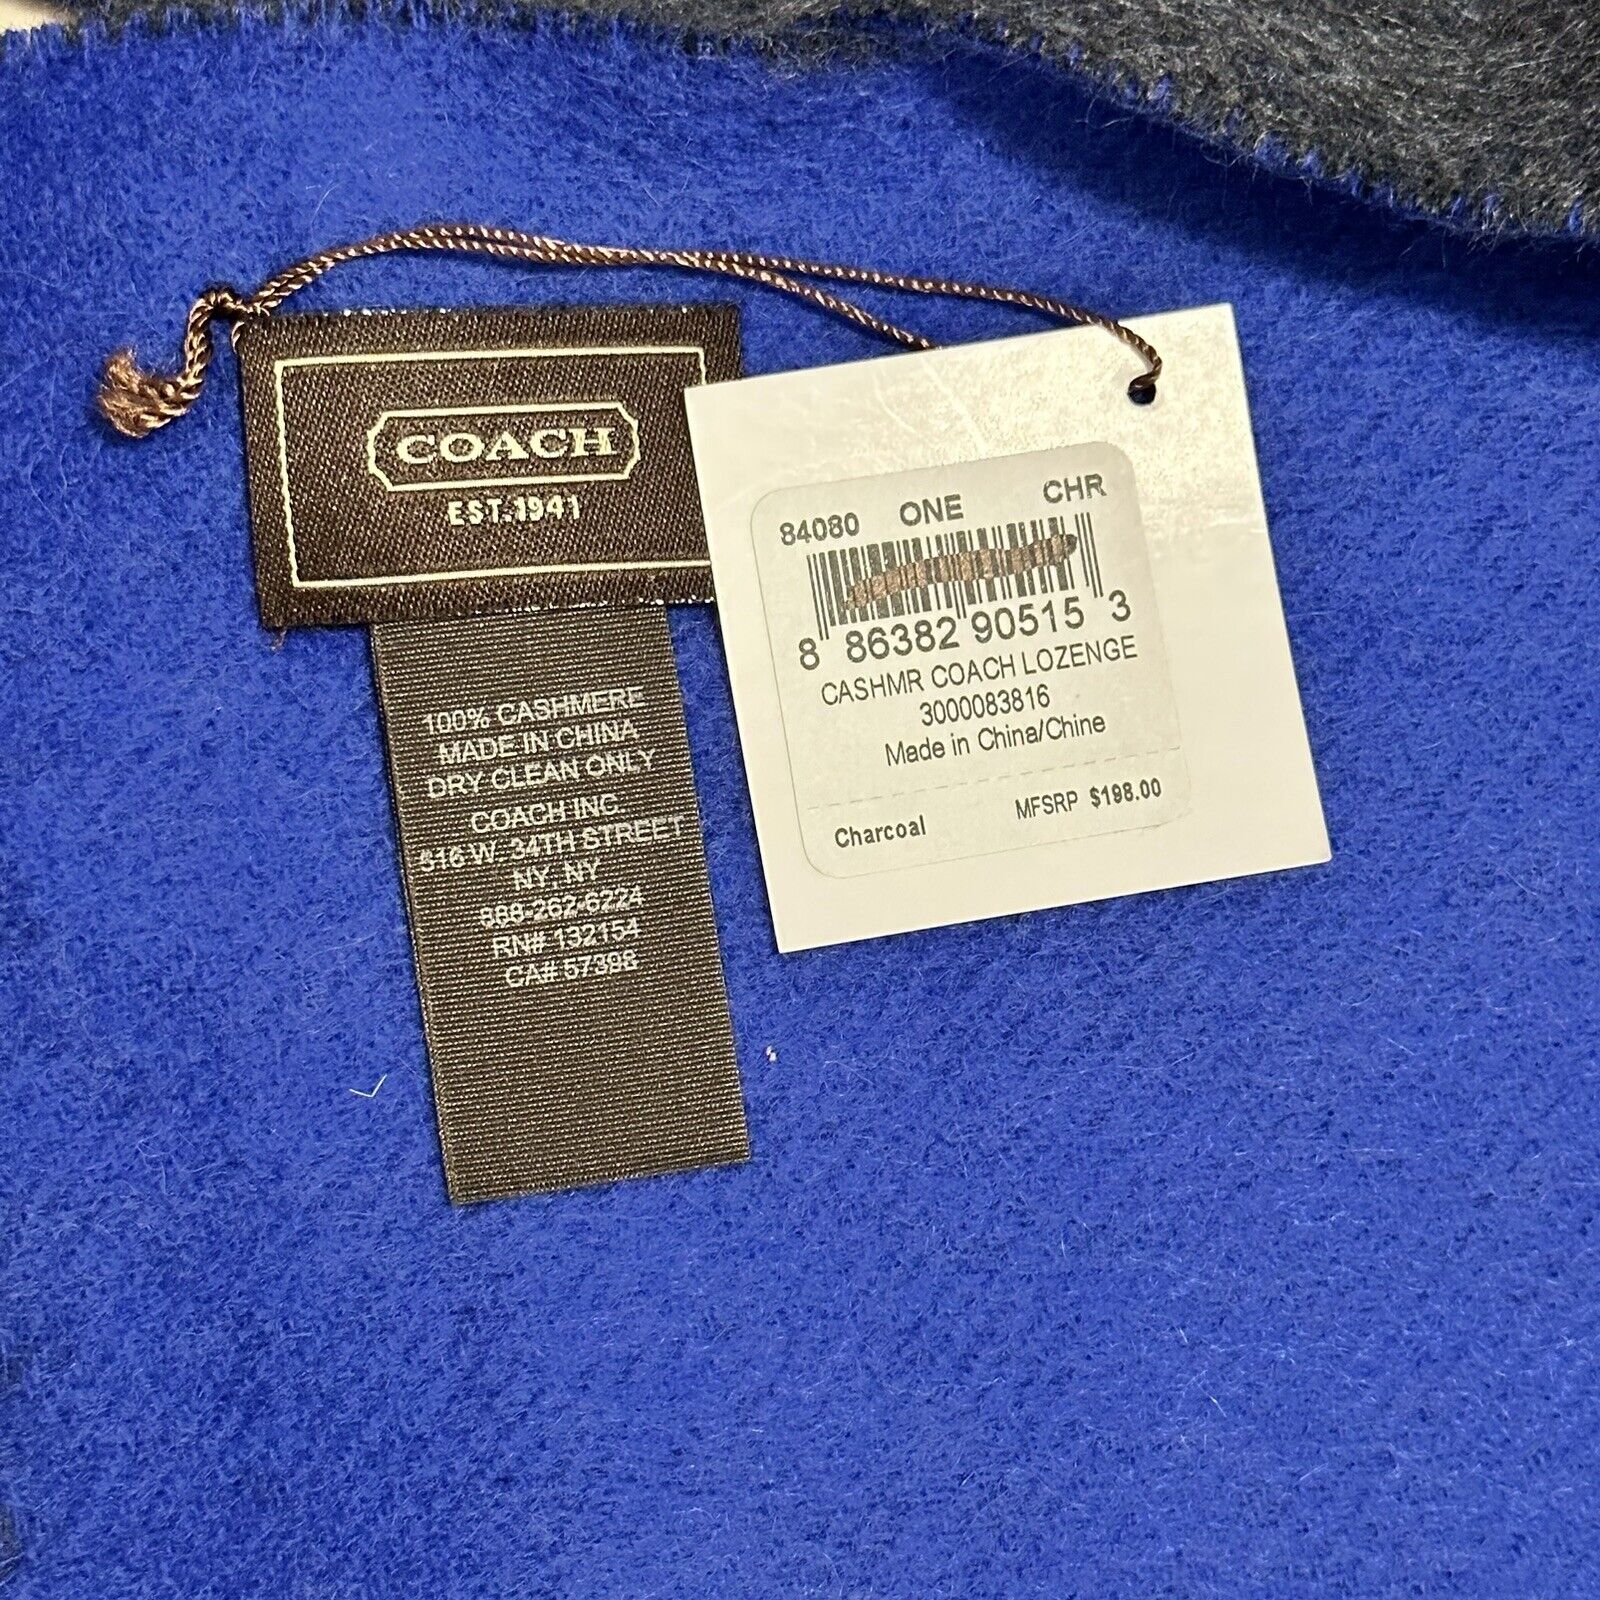 COACH
EST.1941
100% CASHMERE
MADE IN CHINA
DRY CLEAN ONLY
COACH INC.
516 W. 34TH STREET
NY, NY
888-262-6224
RN# 132154
CA# 57398
84080 ONE CHR
8 86382 90515 3
CASHMR COACH LOZENGE
3000083816
Made in China/Chine
Charcoal MFSRP $198.00